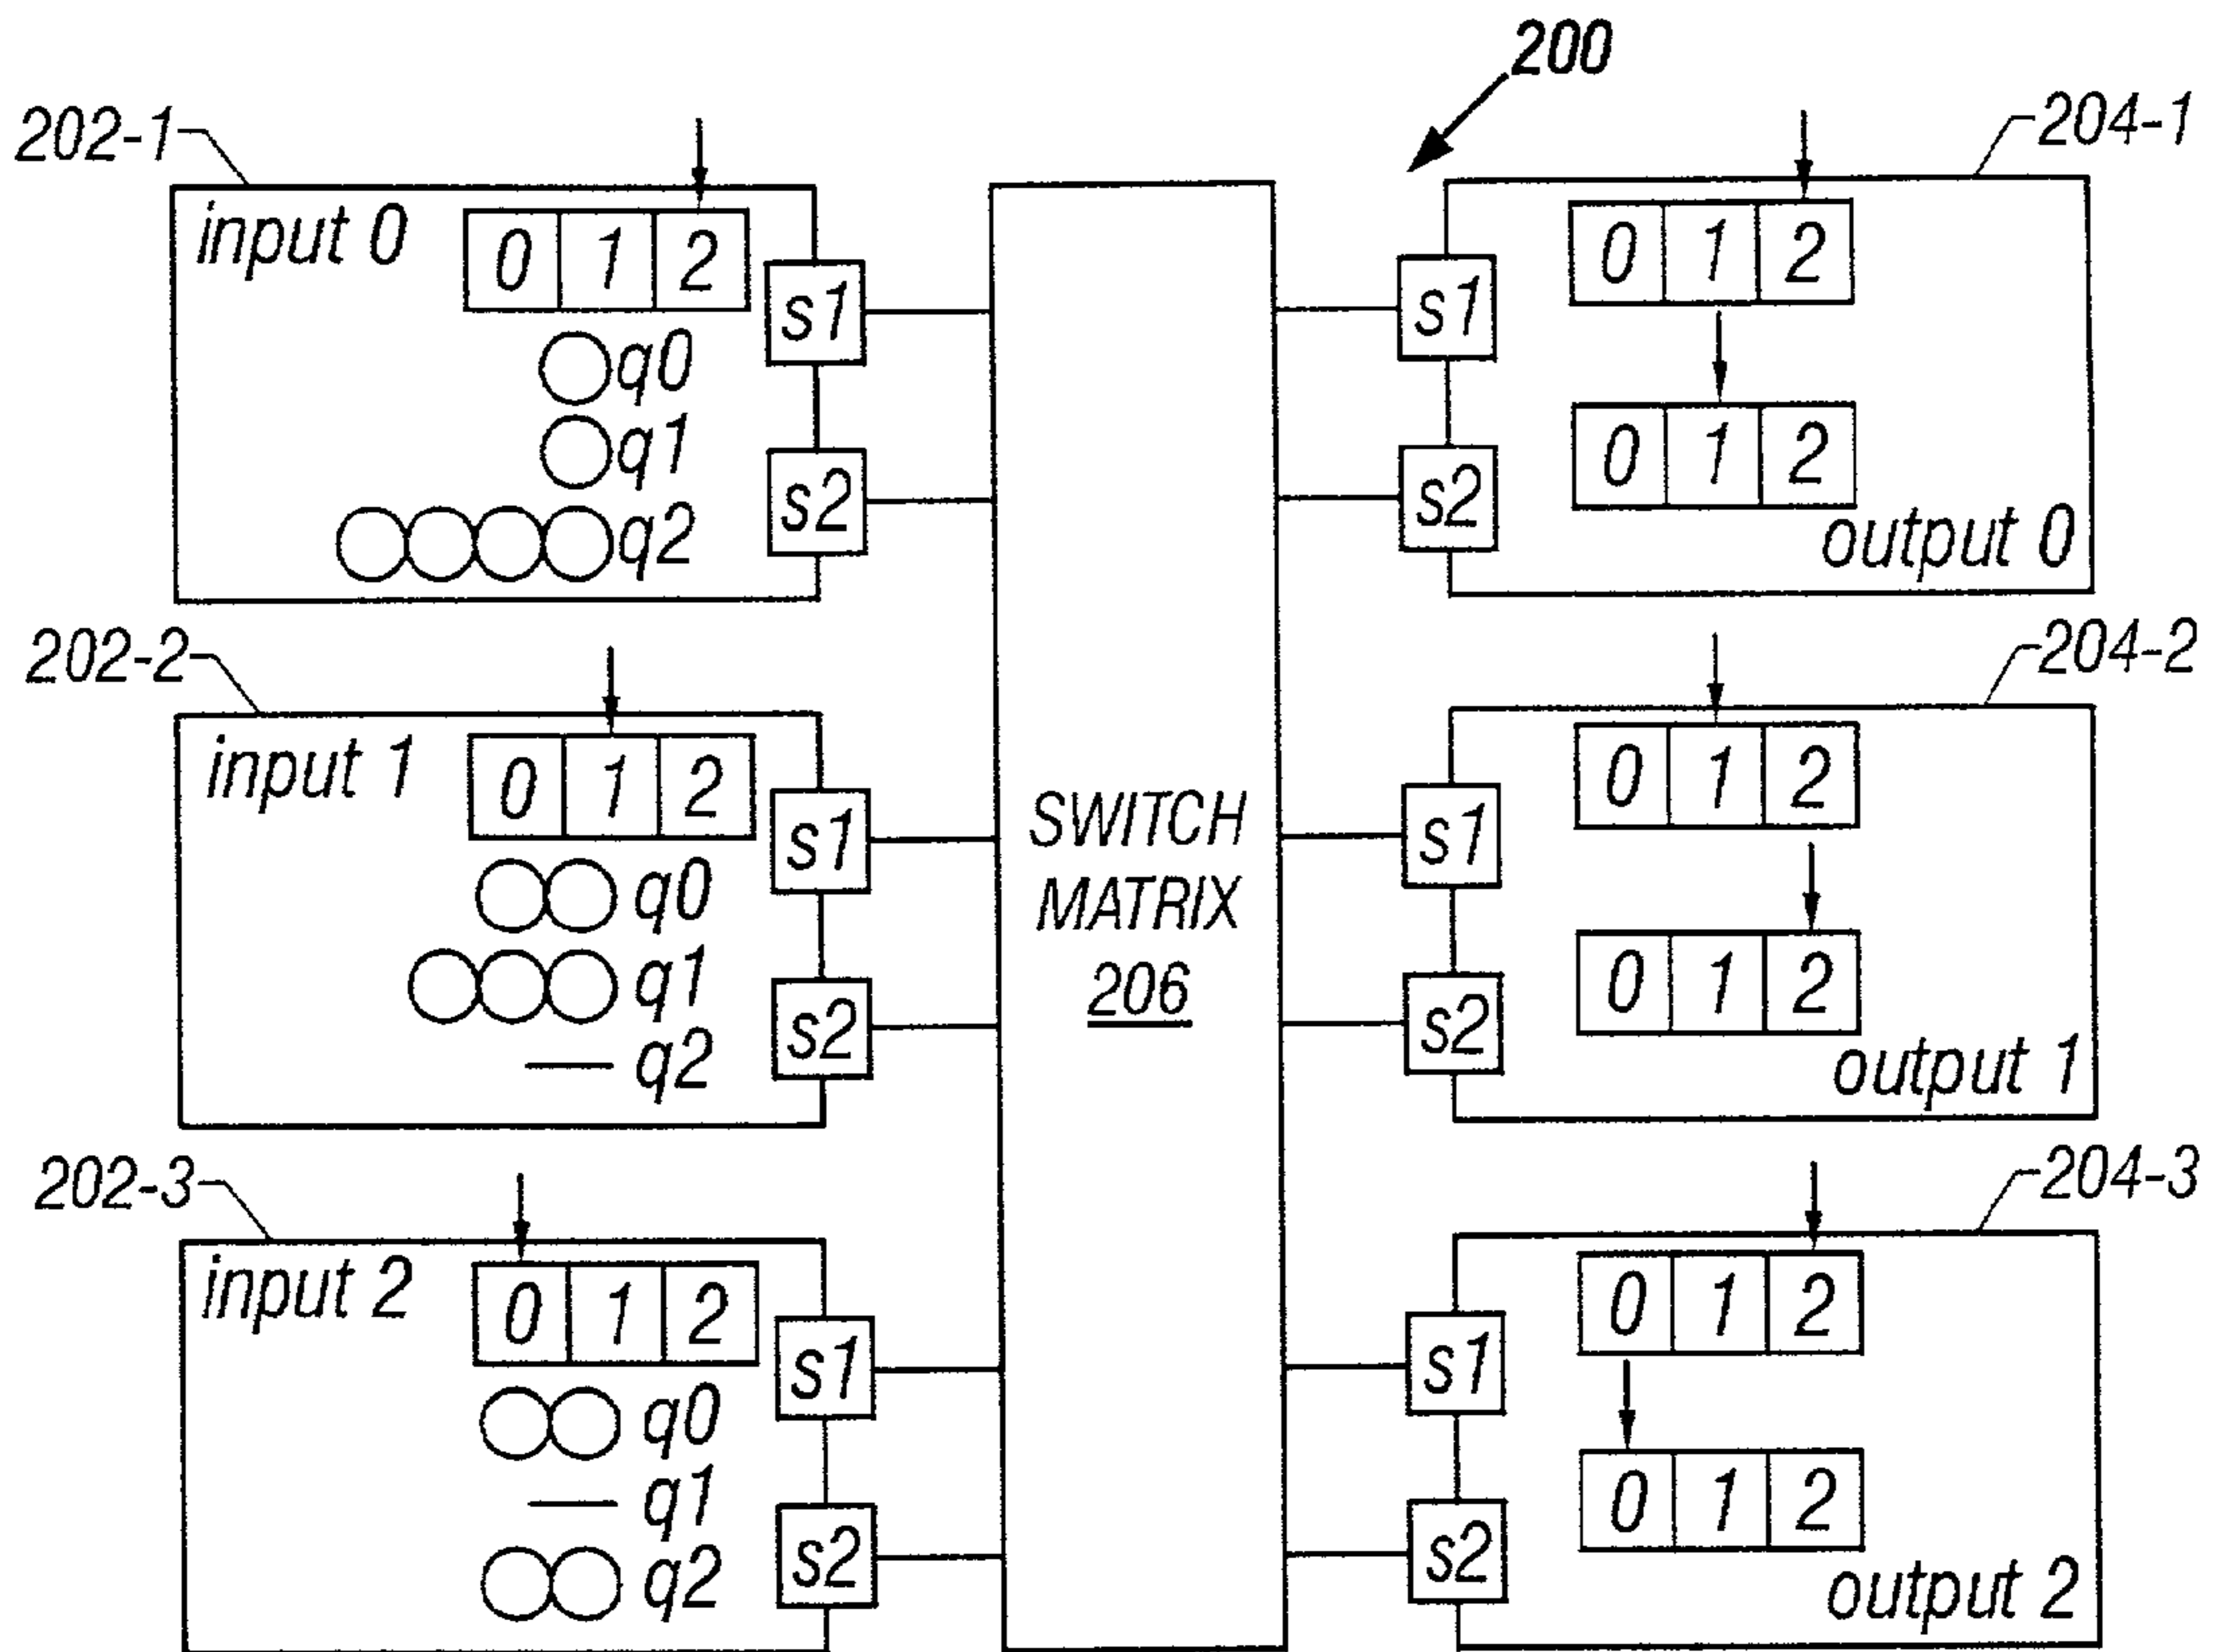 200
202-1
204-1
input 0
0 1 2
s1
q0
q1
s2
q2
s1
0 1 2
s2
0 1 2
output 0
202-2
204-2
input 1
0 1 2
s1
q0
q1
s2
q2
SWITCH
MATRIX
206
s1
0 1 2
s2
0 1 2
output 1
202-3
204-3
input 2
0 1 2
s1
q0
q1
s2
q2
s1
0 1 2
s2
0 1 2
output 2